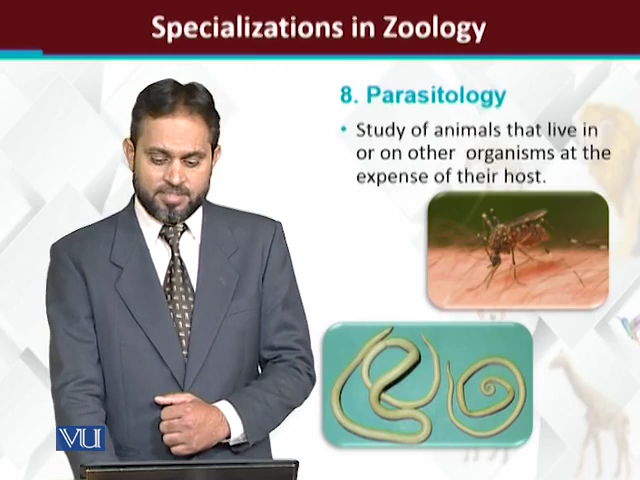 Specializations in Zoology
8. Parasitology
• Study of animals that live in
or on other organisms at the
expense of their host.
VU